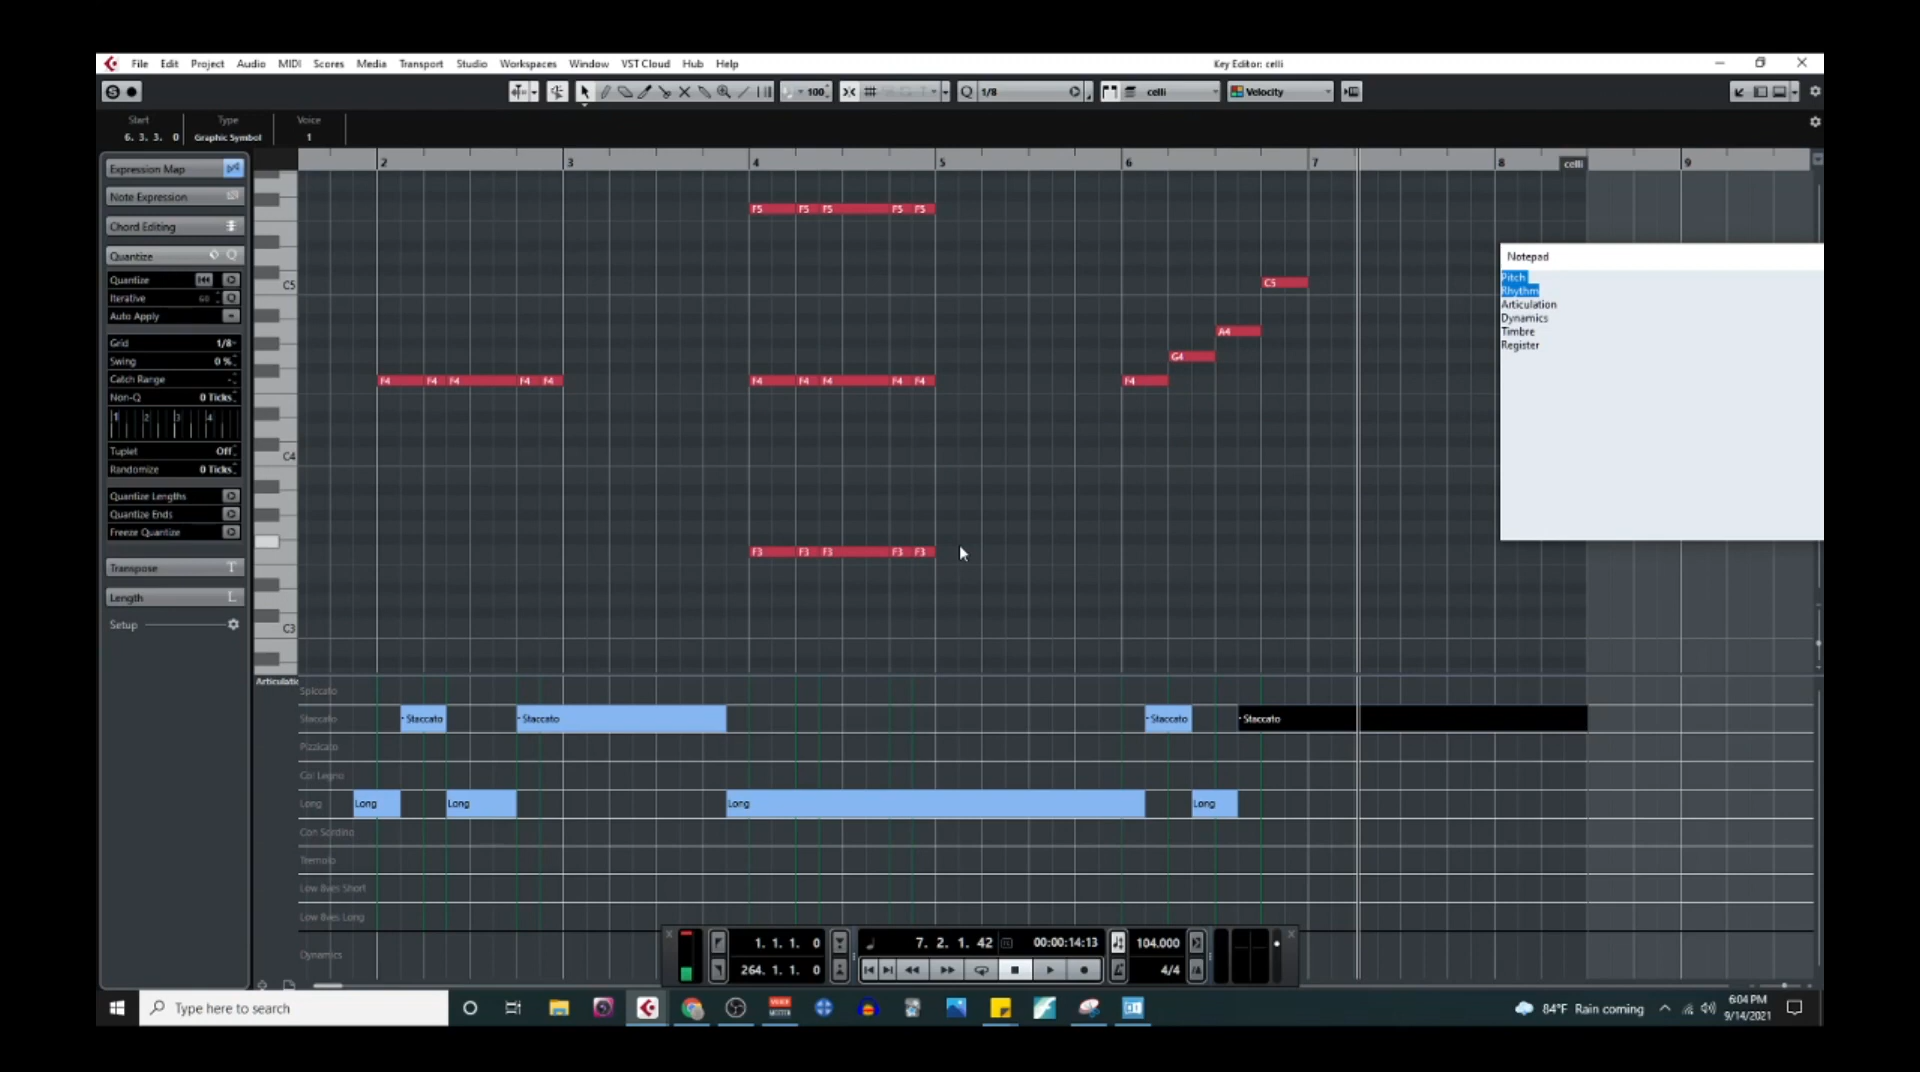 File Edit Project Audio MIDI Scores Media Transport Studio Workspaces Window VST Cloud Hub Help Key Editor: celli
100 Q 1/8 celli Velocity
Start Type Voice
6. 3. 3. 0 Graphic Symbol 1
2 3 4 5 6 7 8 celli 9
Expression Map
Note Expression
Chord Editing
Quantize Q
Quantize
Iterative 60 Q
Auto Apply
Grid 1/8
Swing 0 %
Catch Range -
Non-Q 0 Ticks
1 2 3 4
Tuplet Off
Randomize 0 Ticks
Quantize Lengths
Quantize Ends
Freeze Quantize
Transpose T
Length L
Setup
C5
C4
C3
F5 F5 F5 F5 F5
C5
A4
G4
F4 F4 F4 F4 F4 F4 F4 F4 F4 F4 F4
F3 F3 F3 F3 F3
Notepad
Pitch
Rhythm
Articulation
Dynamics
Timbre
Register
Spiccato
Staccato - Staccato - Staccato - Staccato - Staccato
Pizzicato
Col Legno
Long Long Long Long Long
Con Sordino
Tremolo
Low 8ves Short
Low 8ves Long
Dynamics
1. 1. 1. 0 7. 2. 1. 42 00:00:14:13 104.000
264. 1. 1. 0 4/4
Type here to search
84°F Rain coming
6:04 PM
9/14/2021